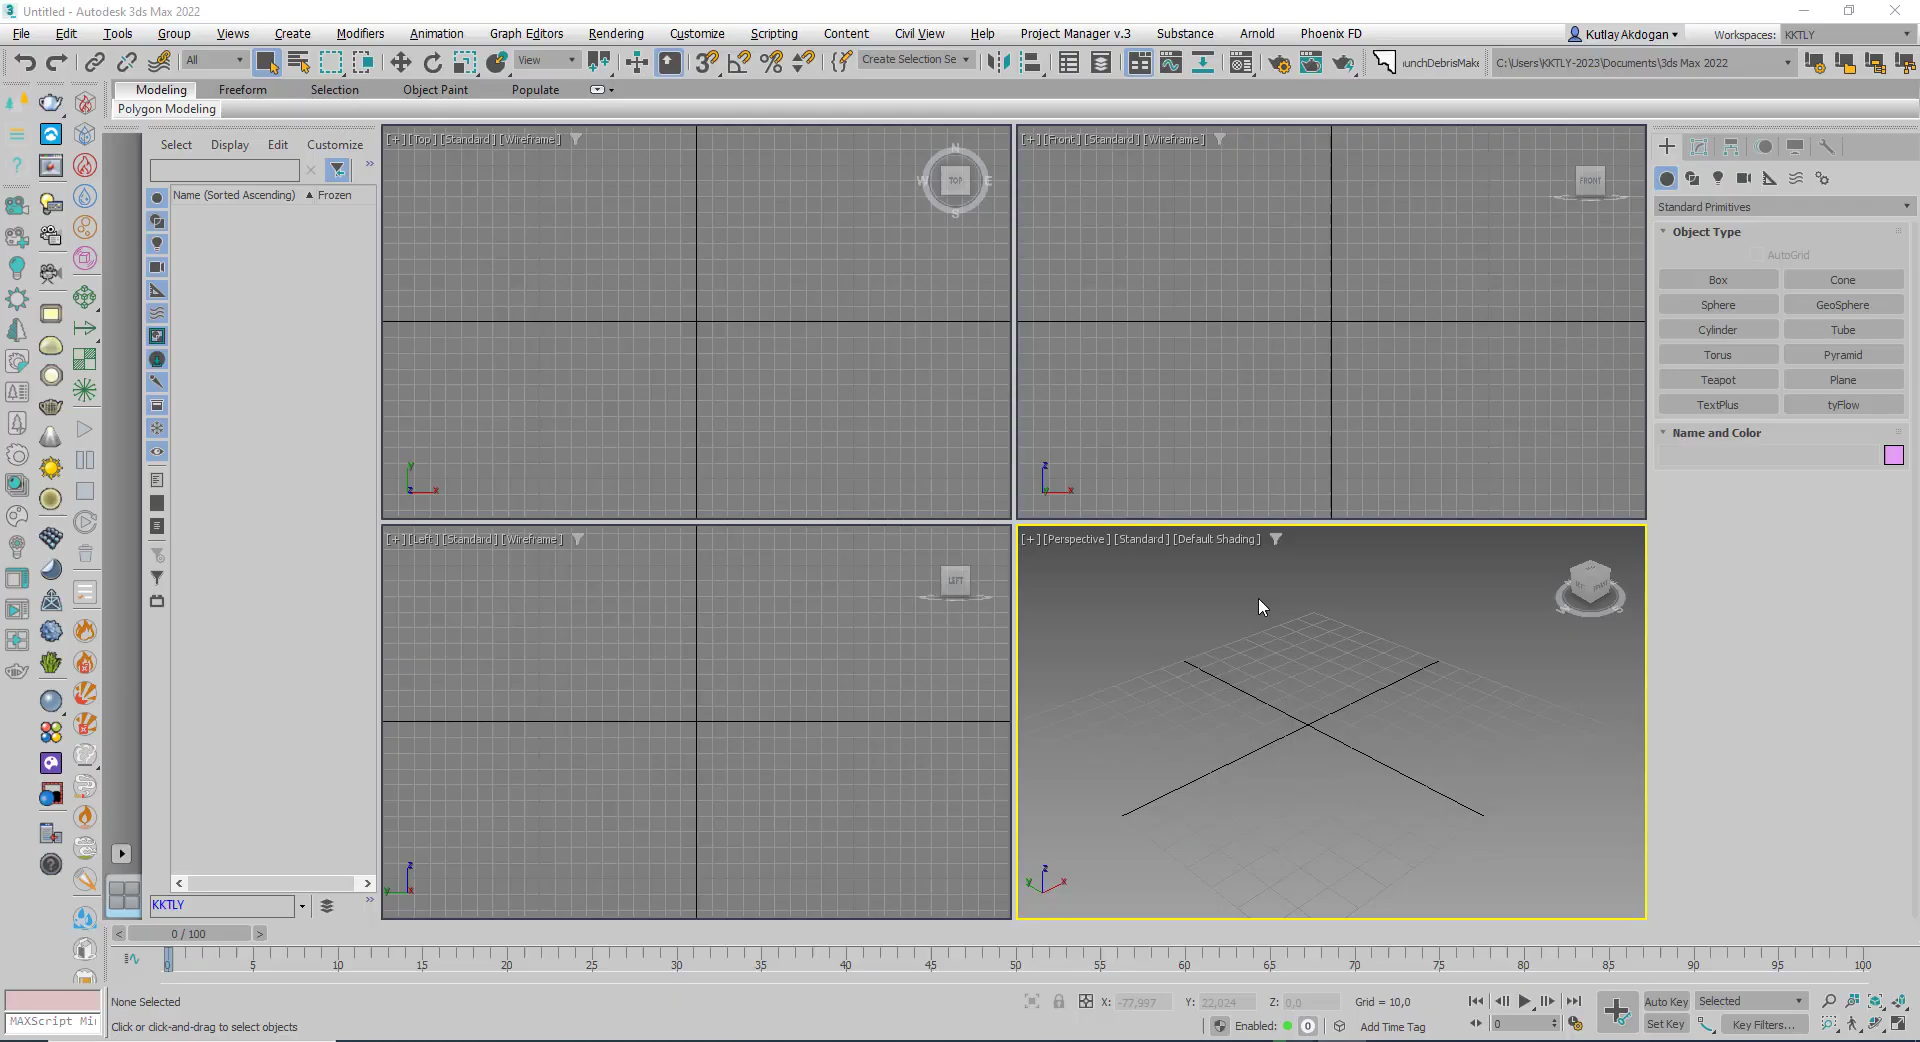 Untitled - Autodesk 3ds Max 2022
File Edit Tools Group Views Create Modifiers Animation Graph Editors Rendering Customize Scripting Content Civil View Help Project Manager v.3 Substance Arnold Phoenix FD Kutlay Akdogan Workspaces: KKTLY
All View Create Selection Se unchDebrisMake C:\Users\KKTLY-2023\Documents\3ds Max 2022
Modeling Freeform Selection Object Paint Populate
Polygon Modeling
Select Display Edit Customize
Name (Sorted Ascending) Frozen
[+] [Top] [Standard] [Wireframe]
N
W TOP E
S
[+] [Front] [Standard] [Wireframe]
FRONT
y
z x
z
y x
[+] [Left] [Standard] [Wireframe]
LEFT
z
y x
[+] [Perspective] [Standard] [Default Shading]
W S
z
y x
Standard Primitives
Object Type
AutoGrid
Box Cone
Sphere GeoSphere
Cylinder Tube
Torus Pyramid
Teapot Plane
TextPlus tyFlow
Name and Color
KKTLY
0 / 100
0 5 10 15 20 25 30 35 40 45 50 55 60 65 70 75 80 85 90 95 100
None Selected X: -77,997 Y: 22,024 Z: 0,0 Grid = 10,0 Auto Key Selected
MAXScript Mi Click or click-and-drag to select objects Enabled: 0 Add Time Tag 0 Set Key Key Filters...